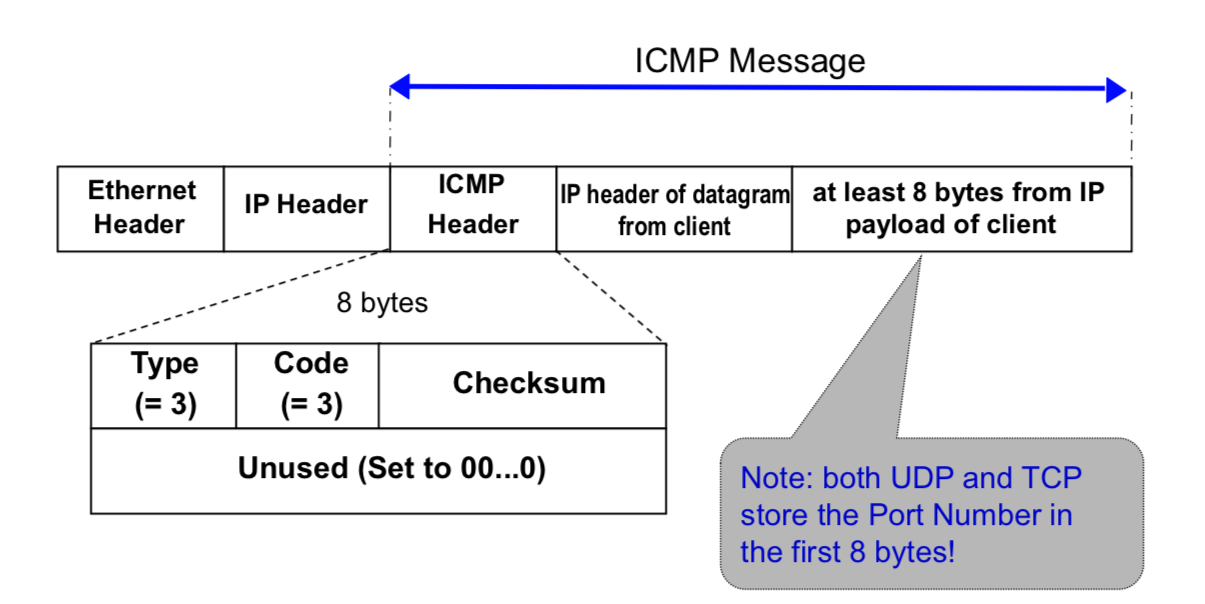 ICMP Message
Ethernet
Header
IP Header
ICMP
Header
IP header of datagram
from client
at least 8 bytes from IP
payload of client
8 bytes
Type
(= 3)
Code
(= 3)
Checksum
Unused (Set to 00...0)
Note: both UDP and TCP
store the Port Number in
the first 8 bytes!